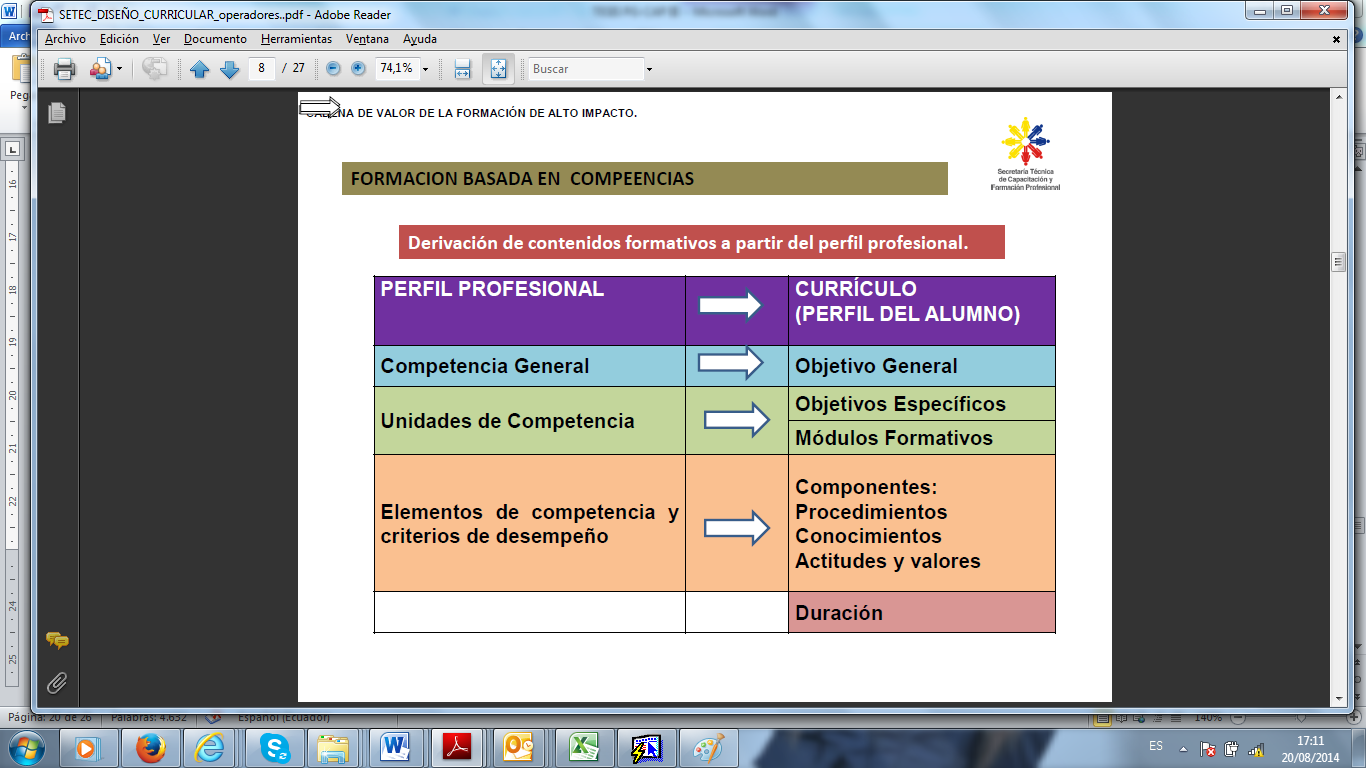 SETEC_DISEÑO_CURRICULAR_operadores..pdf - Adobe Reader
Archivo Edición Ver Documento Herramientas Ventana Ayuda
8 / 27 74,1% Buscar
DE VALOR DE LA FORMACIÓN DE ALTO IMPACTO.
Secretaría Técnica
de Capacitación y
Formación Profesional
FORMACION BASADA EN COMPEENCIAS
Derivación de contenidos formativos a partir del perfil profesional.
PERFIL PROFESIONAL
CURRÍCULO
(PERFIL DEL ALUMNO)
Competencia General
Objetivo General
Unidades de Competencia
Objetivos Específicos
Módulos Formativos
Elementos de competencia y
criterios de desempeño
Componentes:
Procedimientos
Conocimientos
Actitudes y valores
Duración
Página: 20 de 26 Palabras: 4.632 Español (Ecuador) 140%
ES 17:11
20/08/2014